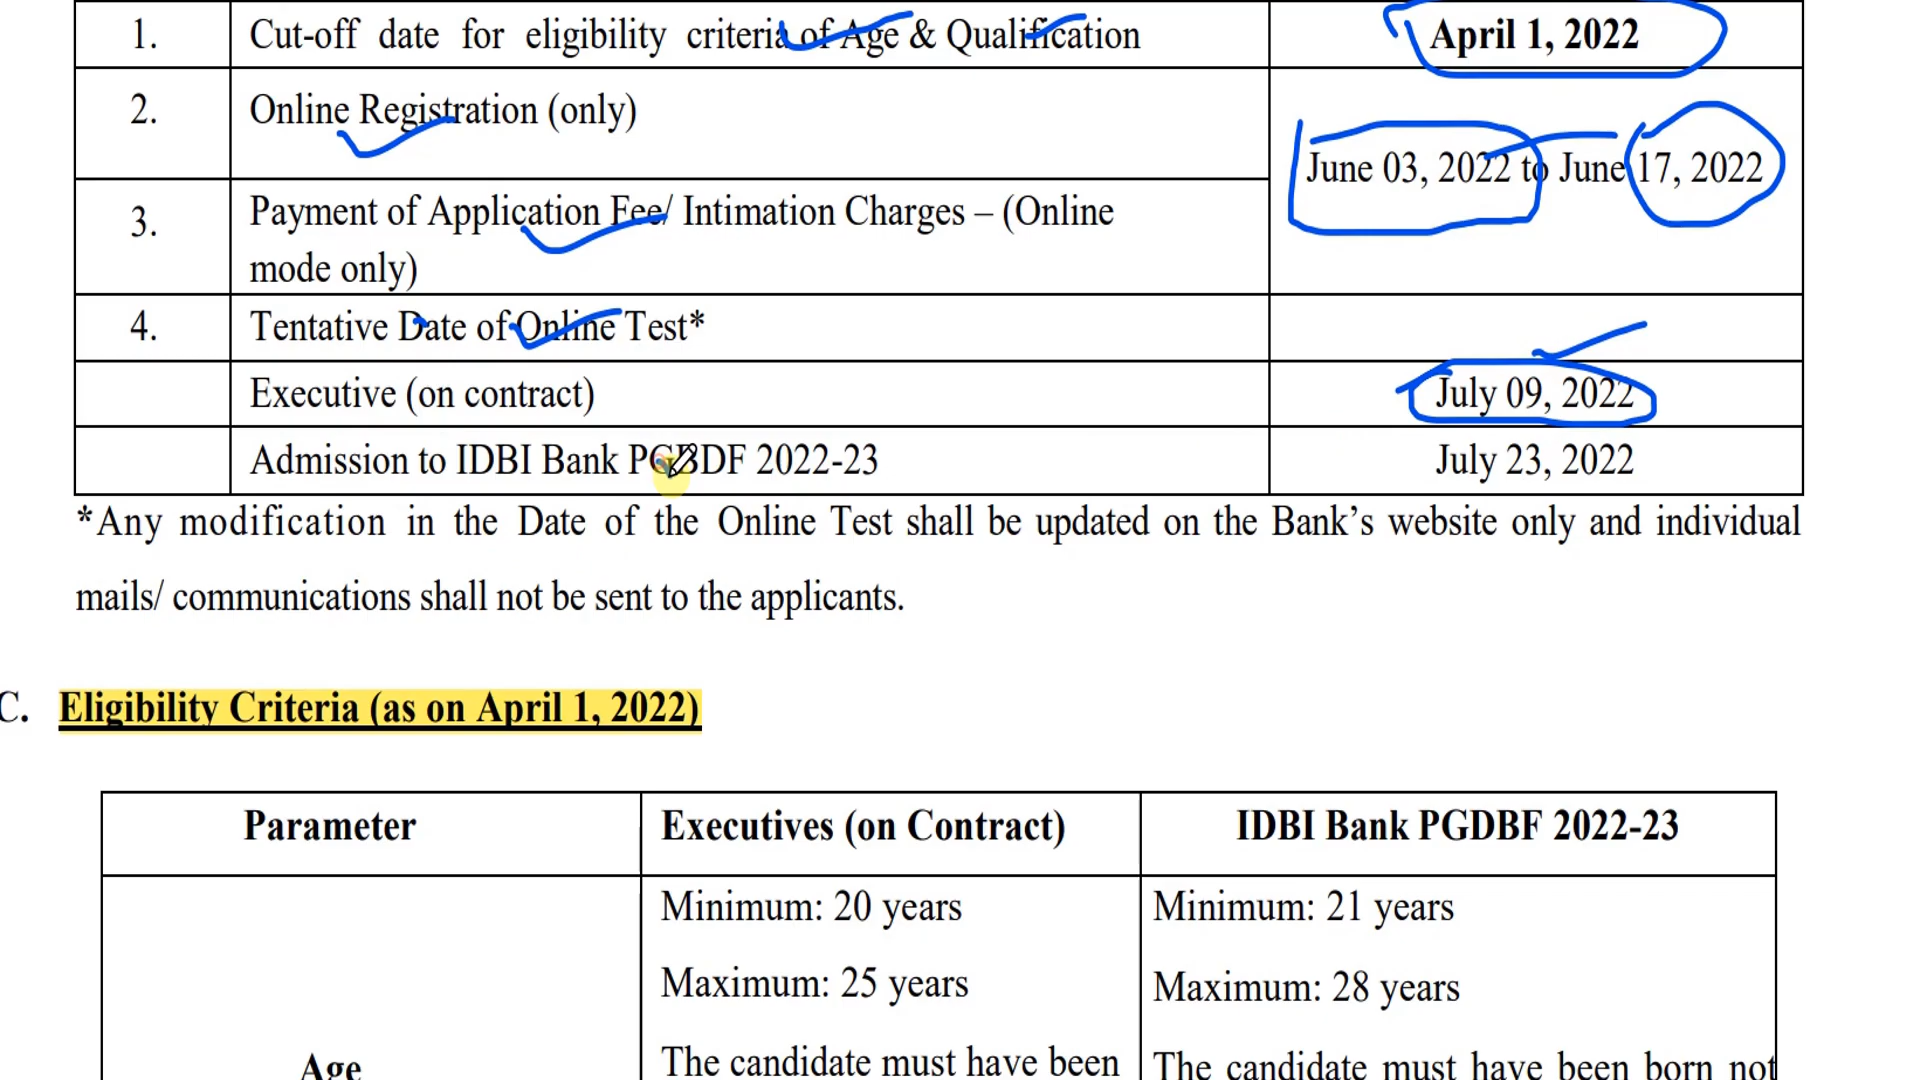 1. Cut-off date for eligibility criteria of Age & Qualification April 1, 2022
2. Online Registration (only)
June 03, 2022 to June 17, 2022
3. Payment of Application Fee/ Intimation Charges – (Online
mode only)
4. Tentative Date of Online Test*
Executive (on contract) July 09, 2022
Admission to IDBI Bank PGDBF 2022-23 July 23, 2022
*Any modification in the Date of the Online Test shall be updated on the Bank’s website only and individual
mails/ communications shall not be sent to the applicants.
C. Eligibility Criteria (as on April 1, 2022)
Parameter Executives (on Contract) IDBI Bank PGDBF 2022-23
Minimum: 20 years Minimum: 21 years
Maximum: 25 years Maximum: 28 years
Age The candidate must have been The candidate must have been born not